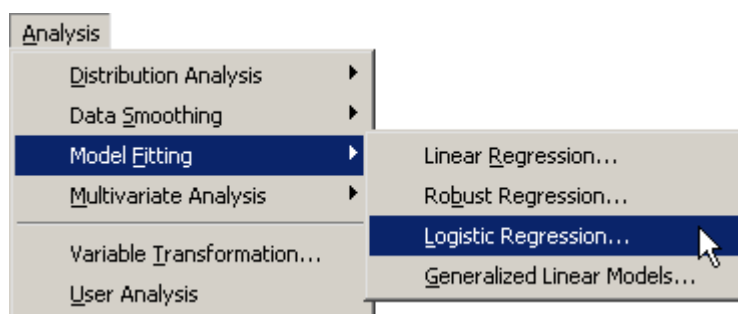 Analysis
Distribution Analysis
Data Smoothing
Model Fitting
Multivariate Analysis
Variable Transformation...
User Analysis
Linear Regression...
Robust Regression...
Logistic Regression...
Generalized Linear Models...